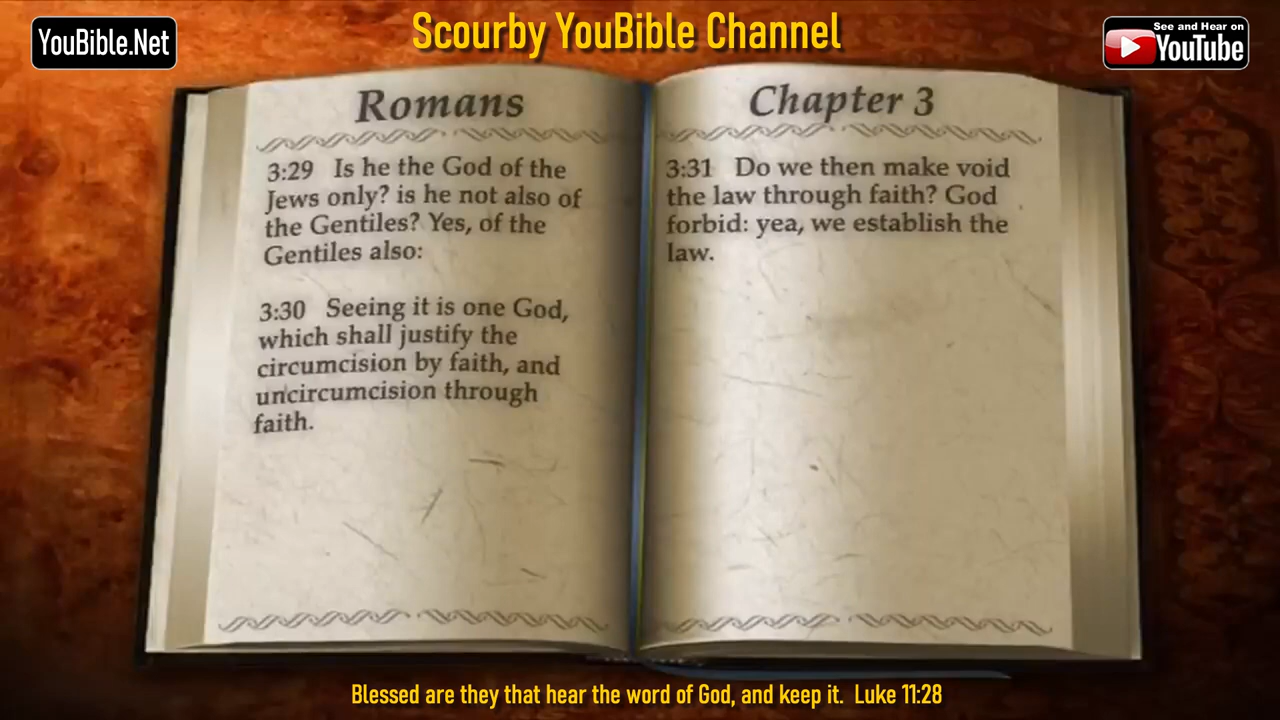 YouBible.Net
Scourby YouBible Channel
See and Hear on
YouTube
Romans
3:29 Is he the God of the
Jews only? is he not also of
the Gentiles? Yes, of the
Gentiles also:
3:30 Seeing it is one God,
which shall justify the
circumcision by faith, and
uncircumcision through
faith.
Chapter 3
3:31 Do we then make void
the law through faith? God
forbid: yea, we establish the
law.
Blessed are they that hear the word of God, and keep it. Luke 11:28